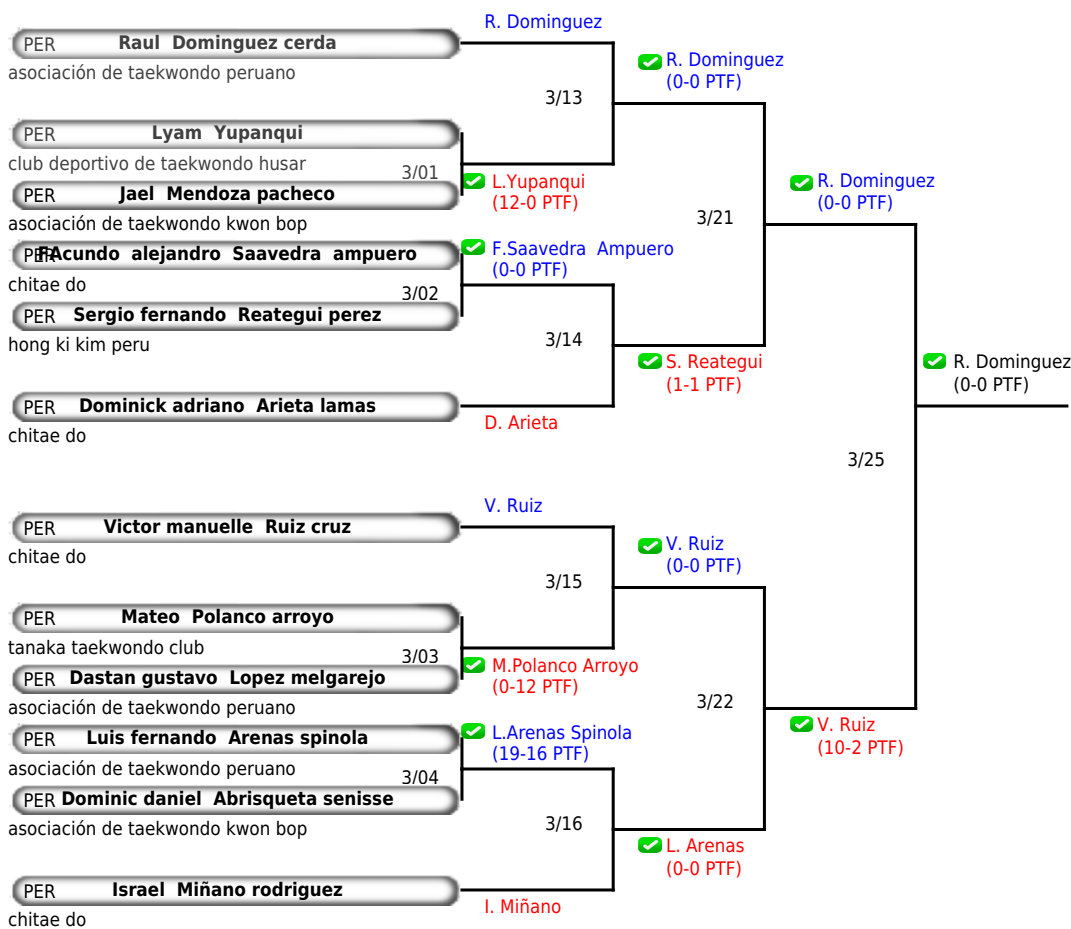 R. Dominguez
PER Raul Dominguez cerda
asociación de taekwondo peruano
R. Dominguez
(0-0 PTF)
3/13
PER Lyam Yupanqui
club deportivo de taekwondo husar
3/01
L.Yupanqui
(12-0 PTF)
PER Jael Mendoza pacheco
asociación de taekwondo kwon bop
R. Dominguez
(0-0 PTF)
3/21
PER FAcundo alejandro Saavedra ampuero
chitae do
F.Saavedra Ampuero
(0-0 PTF)
3/02
PER Sergio fernando Reategui perez
hong ki kim peru
3/14
S. Reategui
(1-1 PTF)
R. Dominguez
(0-0 PTF)
PER Dominick adriano Arieta lamas
chitae do
D. Arieta
3/25
V. Ruiz
PER Victor manuelle Ruiz cruz
chitae do
V. Ruiz
(0-0 PTF)
3/15
PER Mateo Polanco arroyo
tanaka taekwondo club
3/03
M.Polanco Arroyo
(0-12 PTF)
PER Dastan gustavo Lopez melgarejo
asociación de taekwondo peruano
3/22
V. Ruiz
(10-2 PTF)
PER Luis fernando Arenas spinola
asociación de taekwondo peruano
L.Arenas Spinola
(19-16 PTF)
3/04
PER Dominic daniel Abrisqueta senisse
asociación de taekwondo kwon bop
3/16
L. Arenas
(0-0 PTF)
PER Israel Miñano rodriguez
chitae do
I. Miñano